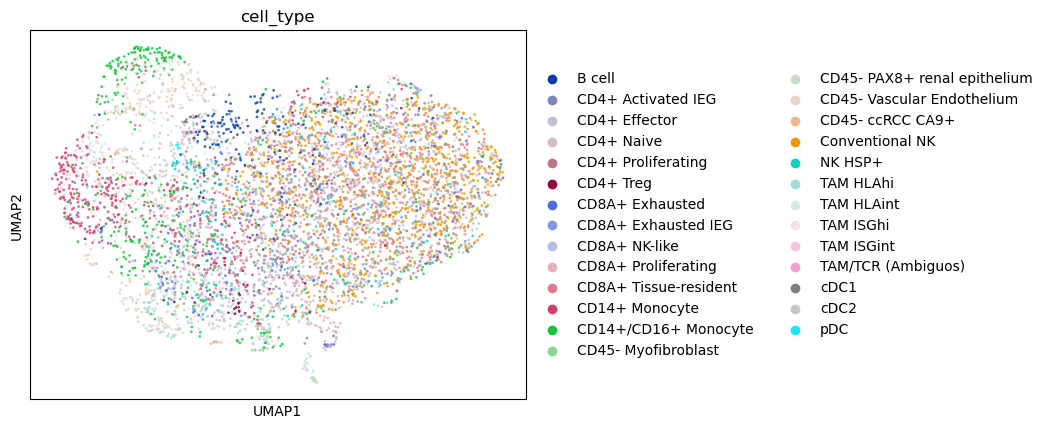 cell_type
UMAP2
UMAP1
B cell
CD4+ Activated IEG
CD4+ Effector
CD4+ Naive
CD4+ Proliferating
CD4+ Treg
CD8A+ Exhausted
CD8A+ Exhausted IEG
CD8A+ NK-like
CD8A+ Proliferating
CD8A+ Tissue-resident
CD14+ Monocyte
CD14+/CD16+ Monocyte
CD45- Myofibroblast
CD45- PAX8+ renal epithelium
CD45- Vascular Endothelium
CD45- ccRCC CA9+
Conventional NK
NK HSP+
TAM HLAhi
TAM HLAint
TAM ISGhi
TAM ISGint
TAM/TCR (Ambiguos)
cDC1
cDC2
pDC